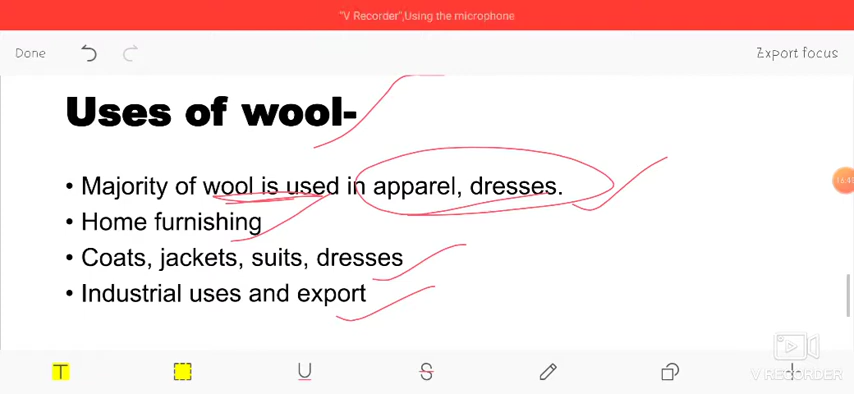 "V Recorder",Using the microphone
Done
Export focus
Uses of wool-
• Majority of wool is used in apparel, dresses.
• Home furnishing
• Coats, jackets, suits, dresses
• Industrial uses and export
T U S
V RECORDER